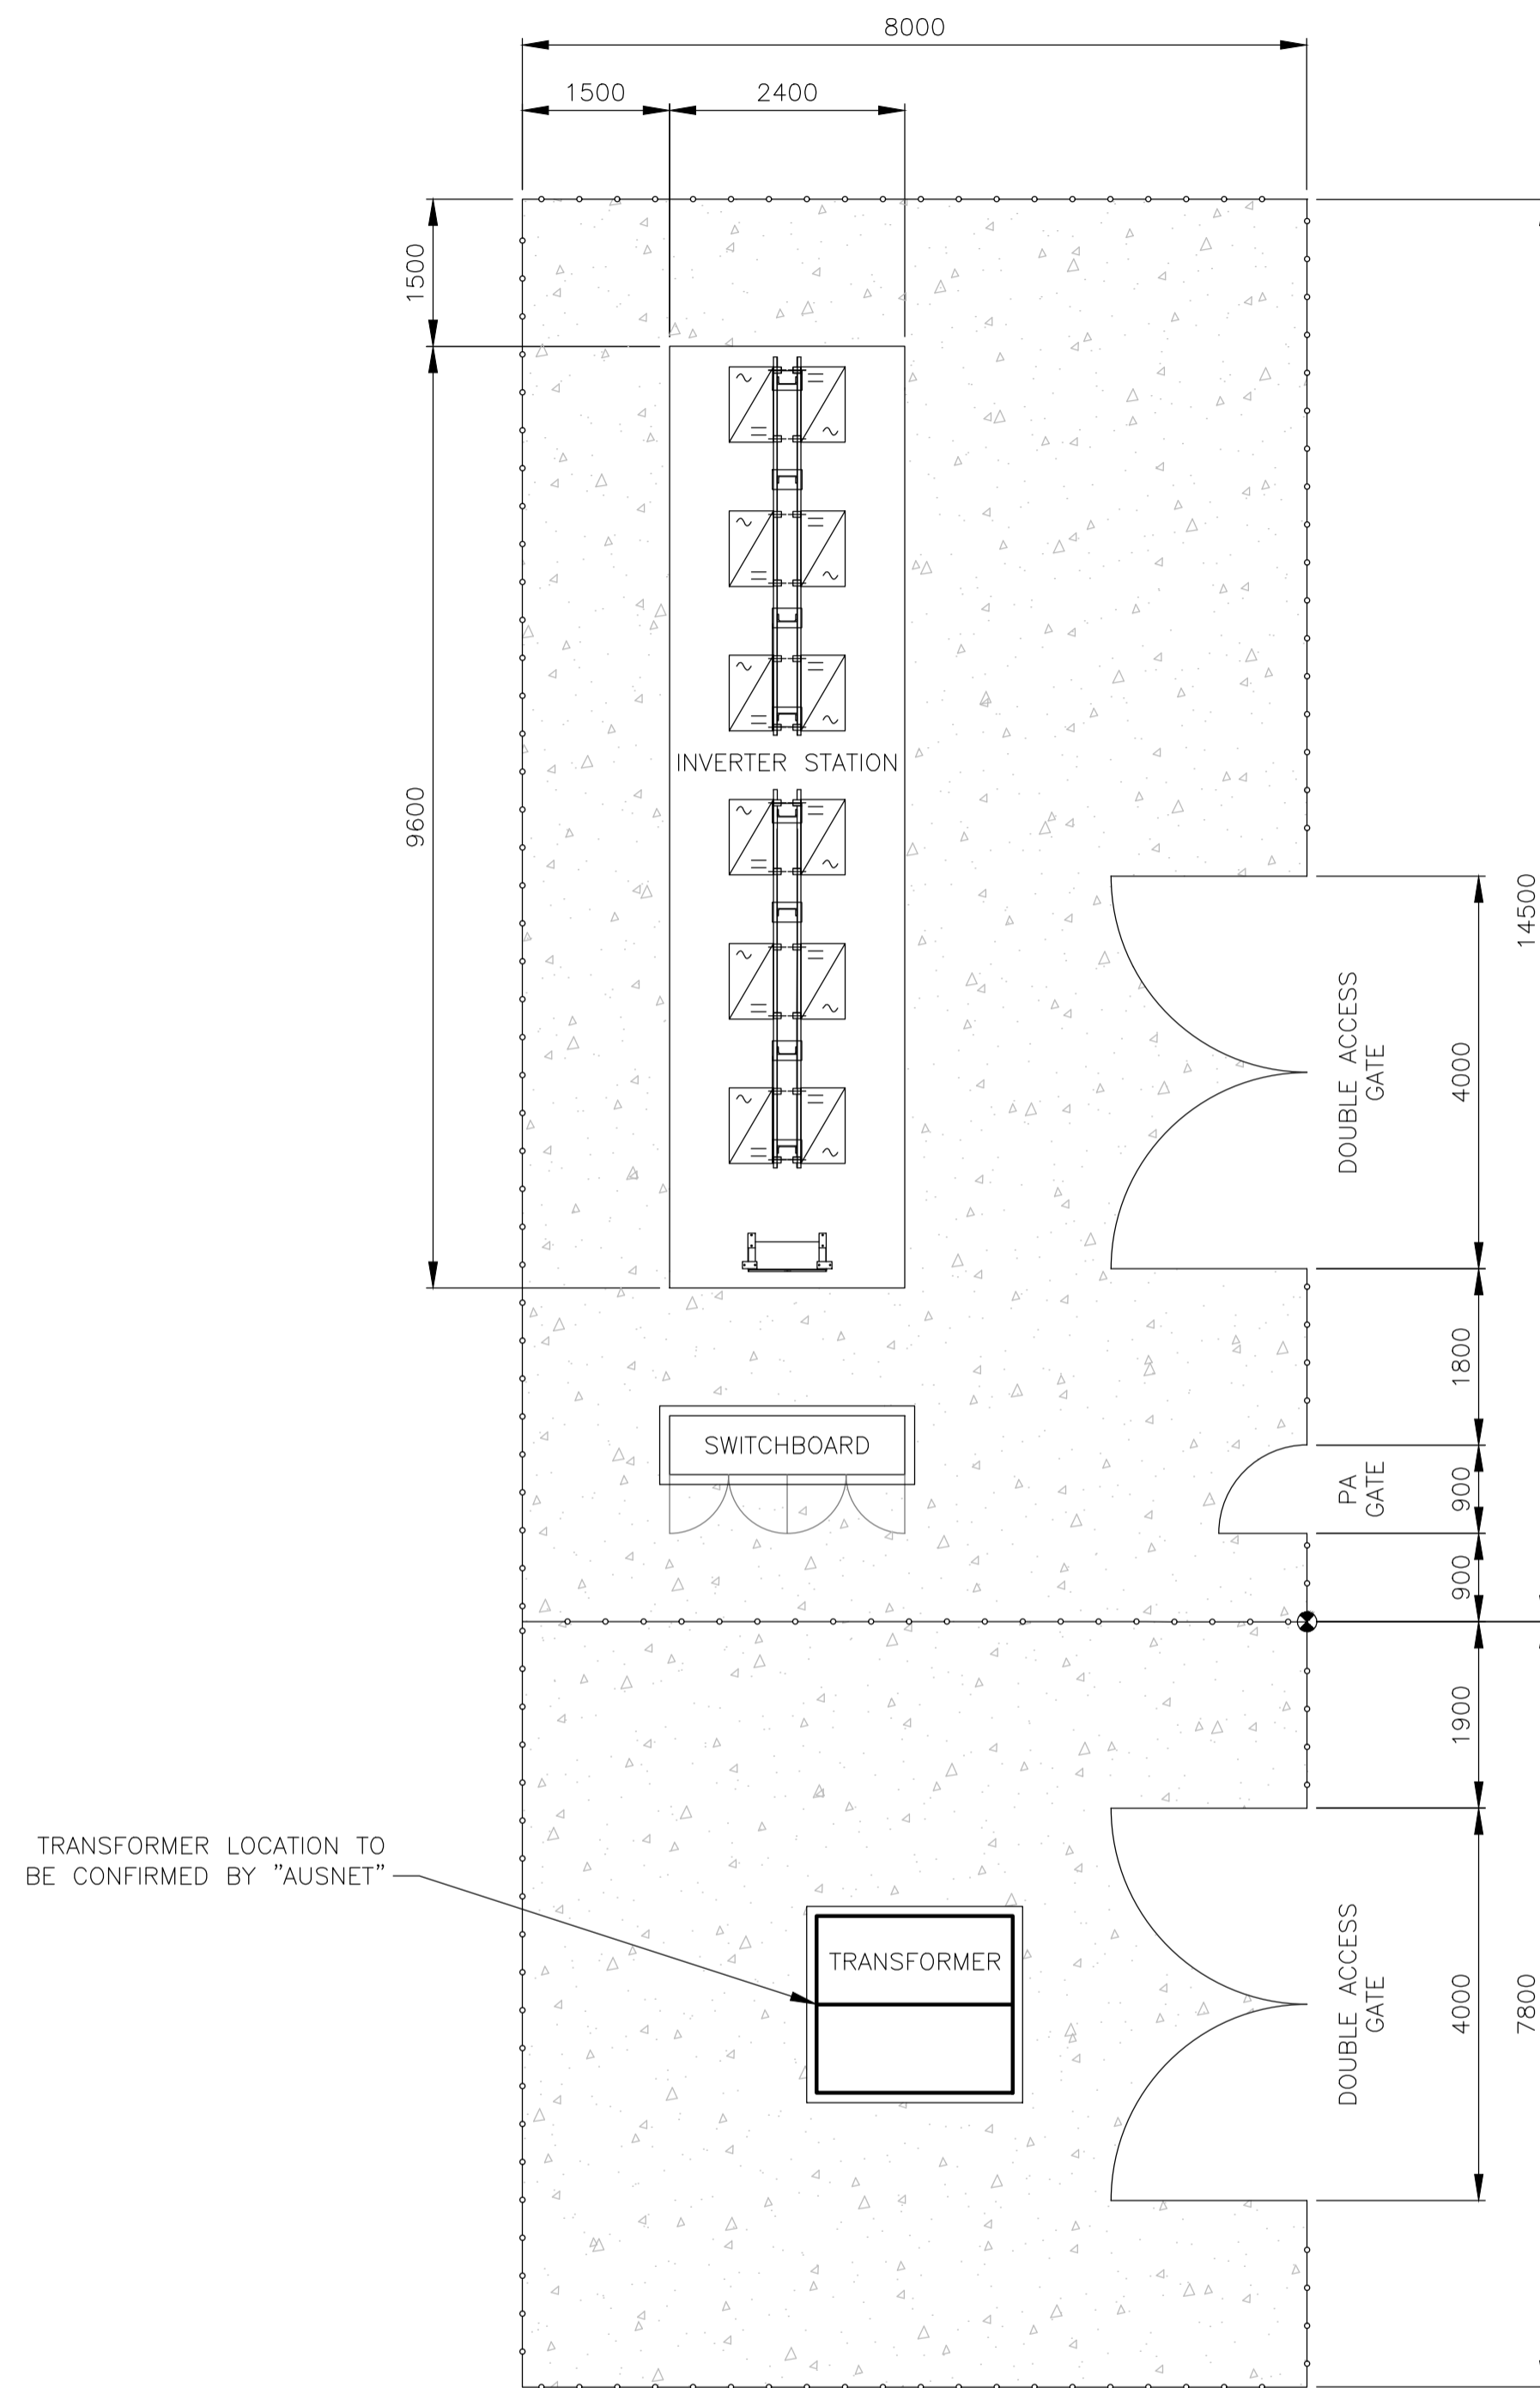 8000
1500
2400
1500
9600
INVERTER STATION
14500
DOUBLE ACCESS
GATE
4000
1800
SWITCHBOARD
PA
GATE
900
900
1900
TRANSFORMER LOCATION TO
BE CONFIRMED BY "AUSNET"
TRANSFORMER
DOUBLE ACCESS
GATE
4000
7800